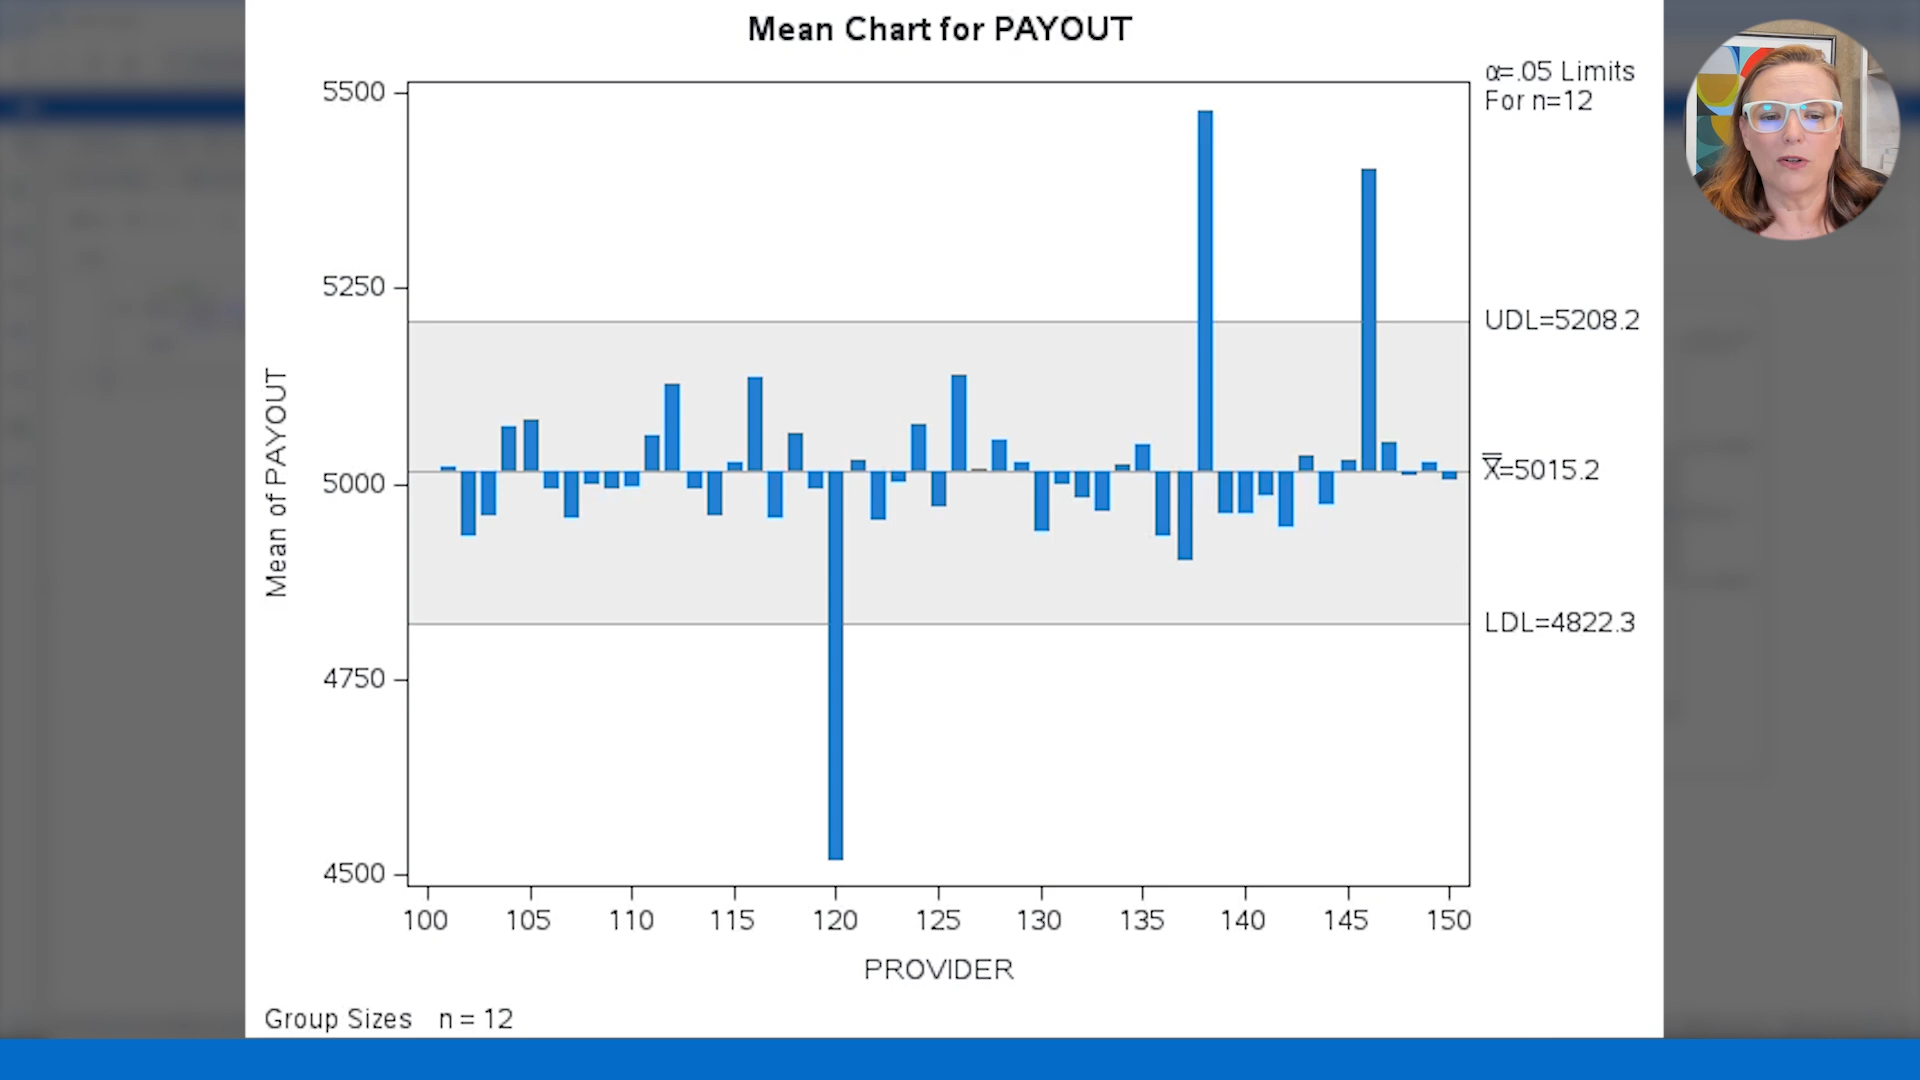 Mean Chart for PAYOUT
α=.05 Limits
For n=12
5500
5250
5000
4750
4500
Mean of PAYOUT
UDL=5208.2
X̿=5015.2
LDL=4822.3
100 105 110 115 120 125 130 135 140 145 150
PROVIDER
Group Sizes n = 12